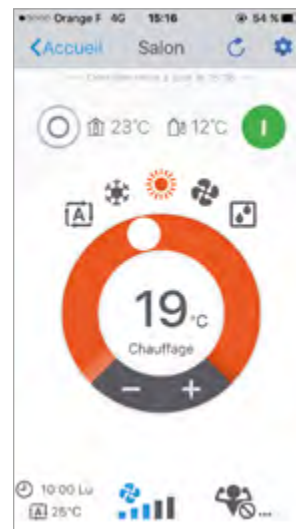 Orange F 4G 15:16 54 %
Accueil Salon
23°C 12°C
A
19°C
Chauffage
− +
10:00 Lu
A 25°C
...